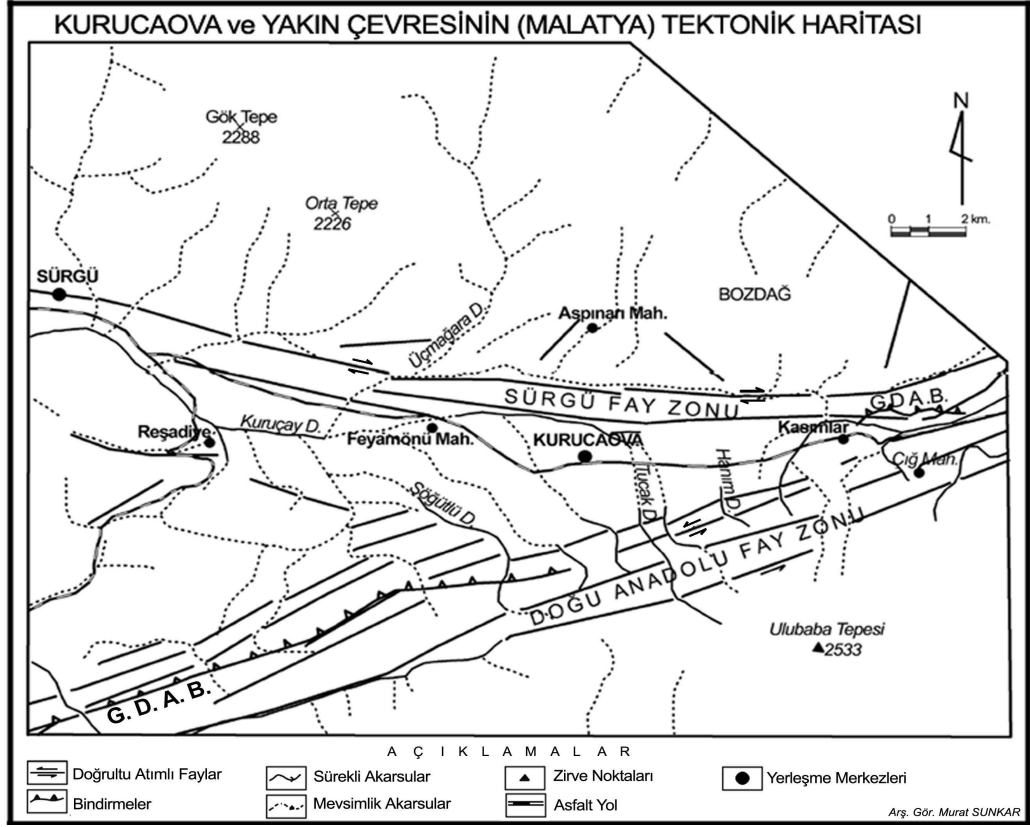 KURUCAOVA ve YAKIN ÇEVRESİNİN (MALATYA) TEKTONİK HARİTASI
Gök Tepe
2288
N
Orta Tepe
2226
0 1 2 km.
SÜRGÜ
BOZDAĞ
Aspınarı Mah.
Üçmağara D.
SÜRGÜ FAY ZONU
G.D.A.B.
Kuruçay D.
Reşadiye
Feyamönü Mah.
KURUCAOVA
Kasımlar
Çığ Mah.
Tucak D.
Hanım D.
Söğütlü D.
DOĞU ANADOLU FAY ZONU
Ulubaba Tepesi
2533
G. D. A. B.
AÇIKLAMALAR
Doğrultu Atımlı Faylar
Sürekli Akarsular
Zirve Noktaları
Yerleşme Merkezleri
Bindirmeler
Mevsimlik Akarsular
Asfalt Yol
Arş. Gör. Murat SUNKAR